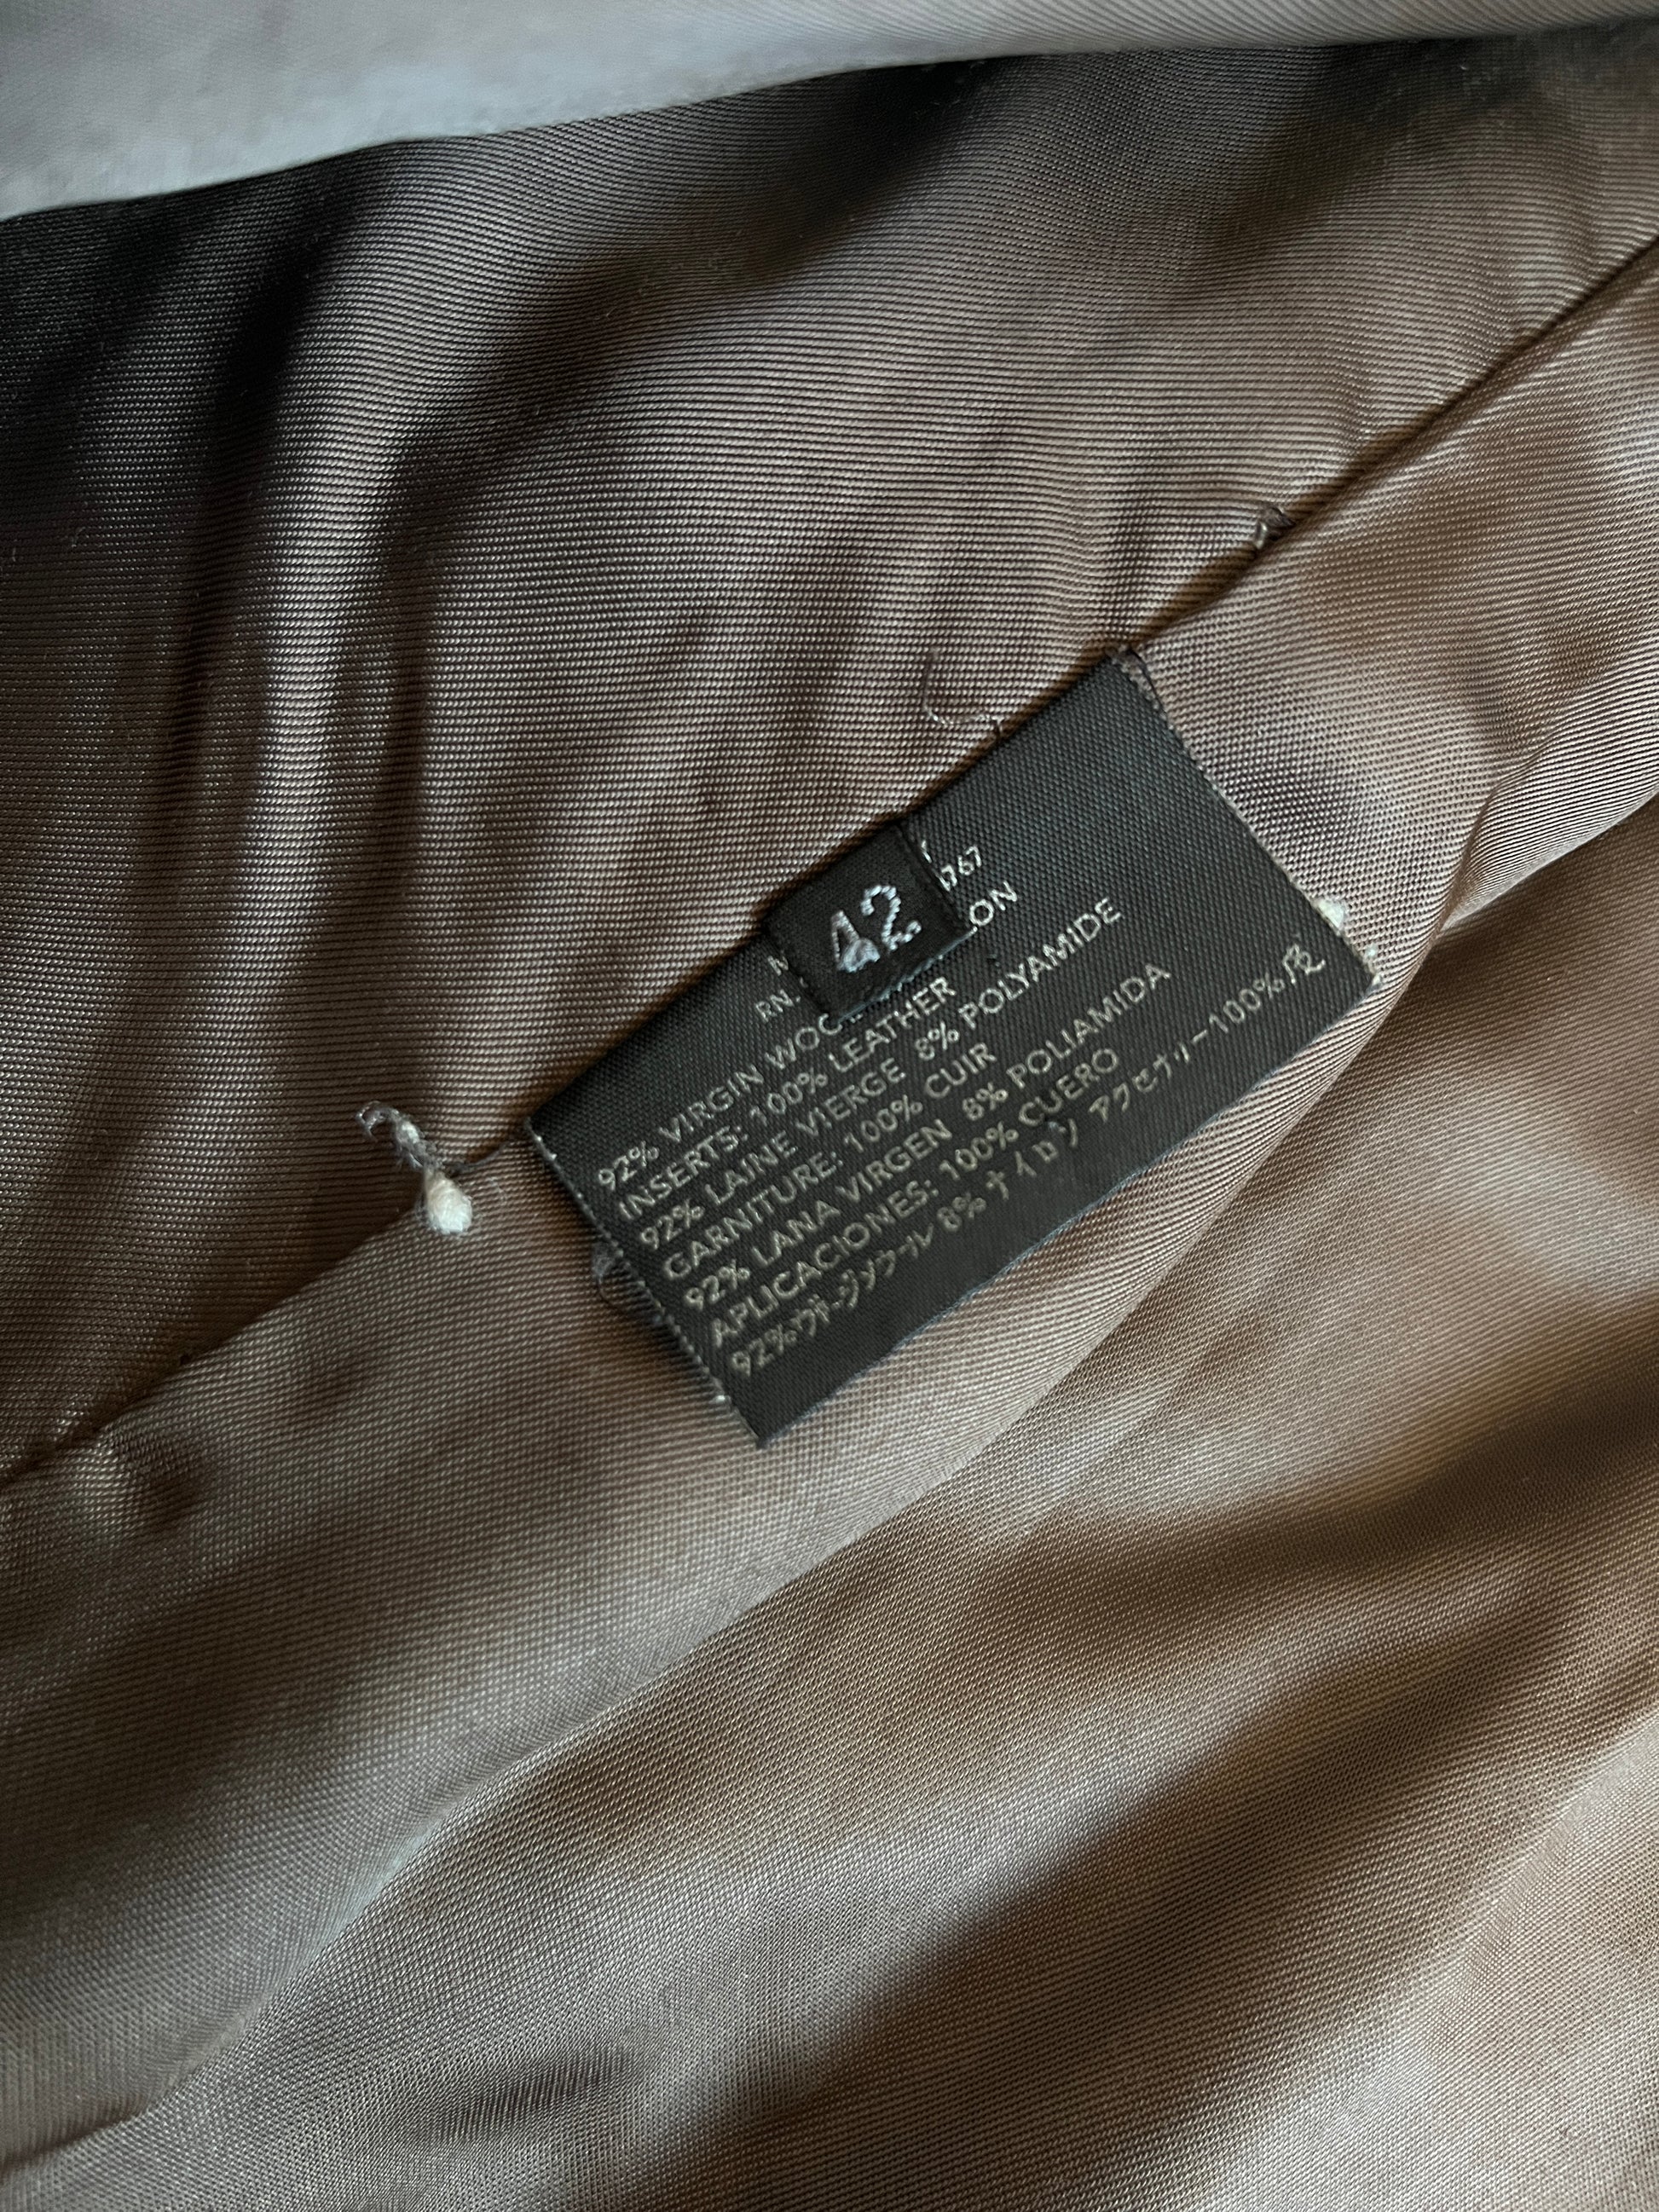 42
RN. 767
92% VIRGIN
INSERTS: 100% LEATHER
92% LAINE VIERGE 8% POLYAMIDE
GARNITURE: 100% CUIR
92% LANA VIRGEN 8% POLIAMIDA
APLICACIONES: 100% CUERO
92%ヴァージンウール 8% ナイロン アクセサリー100%皮